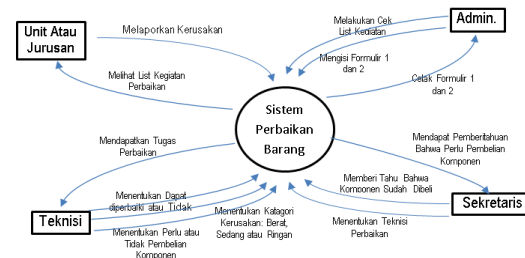 Unit Atau
Jurusan
Melaporkan Kerusakan
Melihat List Kegiatan
Perbaikan
Melakukan Cek
List Kegiatan
Admin.
Mengisi Formulir 1
dan 2
Cetak Formulir 1
dan 2
Sistem
Perbaikan
Barang
Mendapatkan Tugas
Perbaikan
Mendapat Pemberitahuan
Bahwa Perlu Pembelian
Komponen
Memberi Tahu Bahwa
Komponen Sudah Dibeli
Sekretaris
Menentukan Teknisi
Perbaikan
Menentukan Dapat
diperbaiki atau Tidak
Teknisi
Menentukan Perlu atau
Tidak Pembelian
Komponen
Menentukan Katagori
Kerusakan: Berat,
Sedang atau Ringan